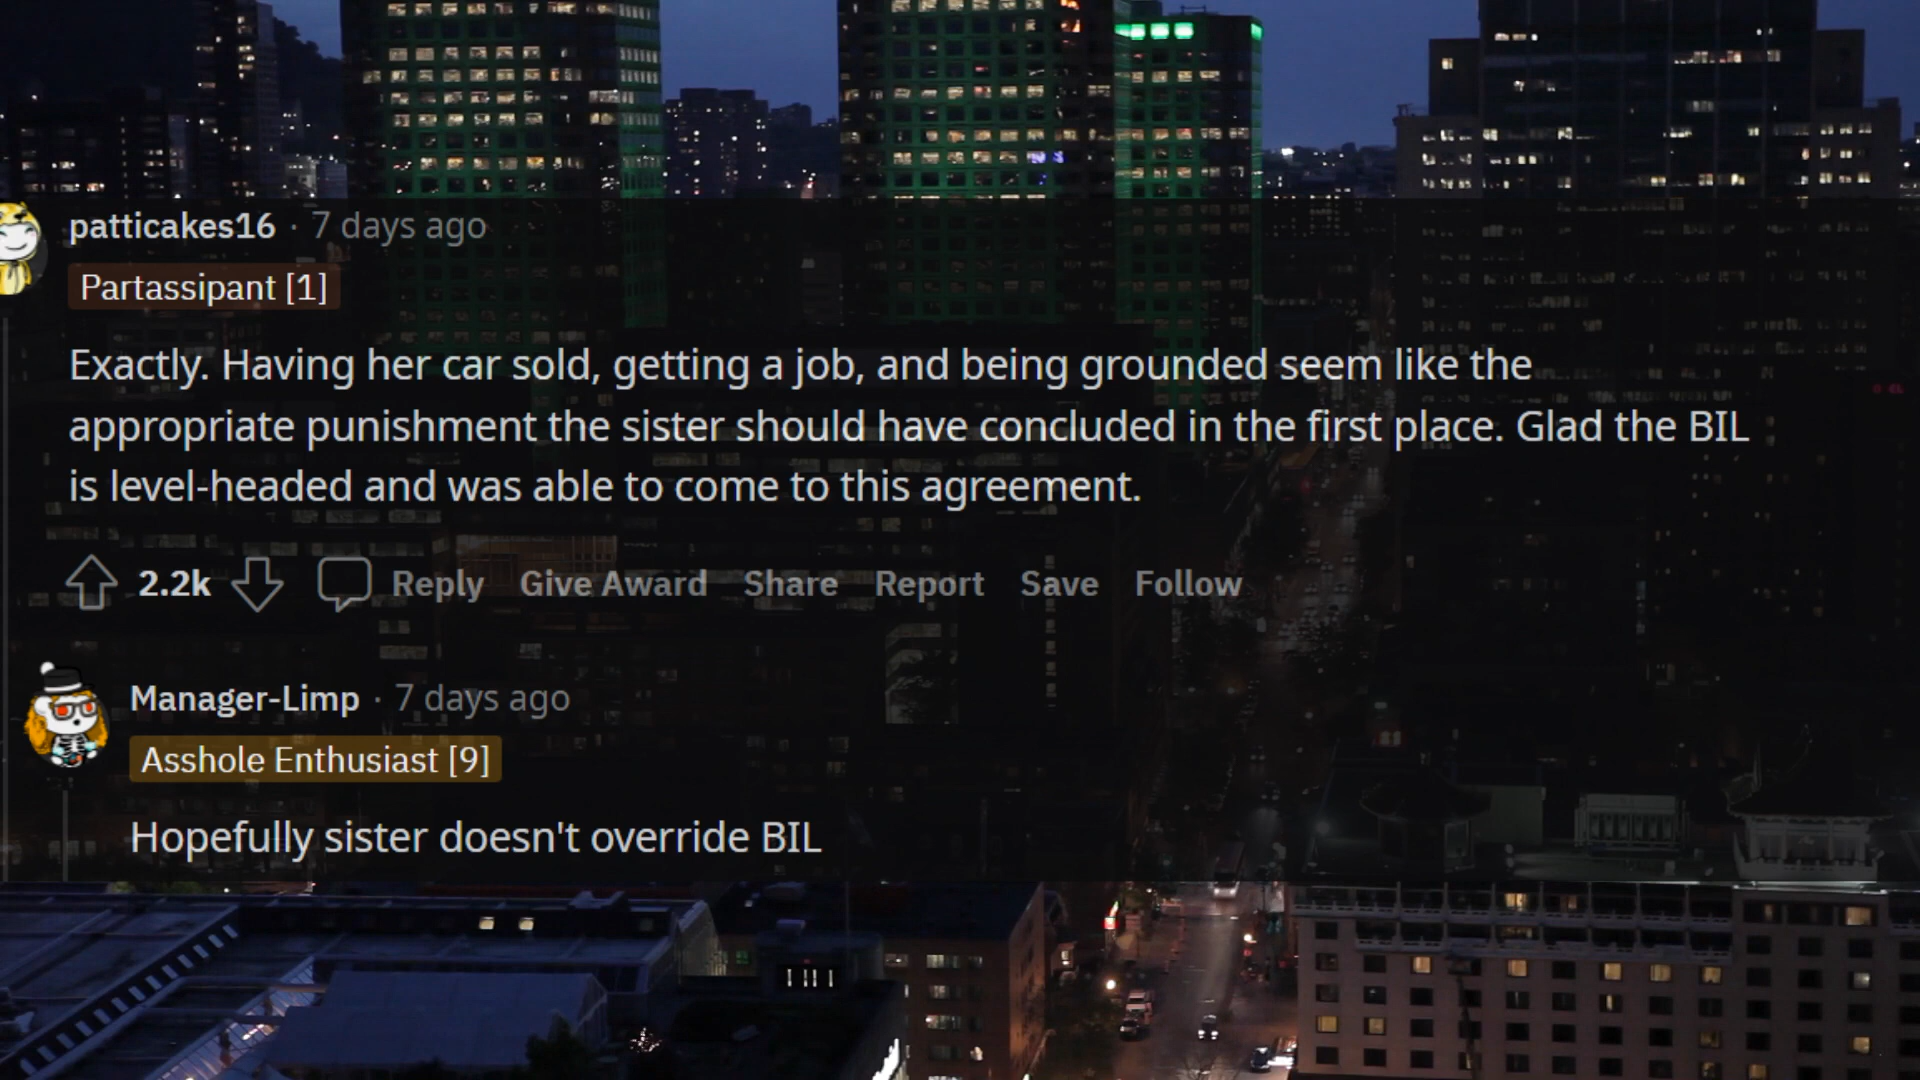 patticakes16 · 7 days ago
Partassipant [1]
Exactly. Having her car sold, getting a job, and being grounded seem like the
appropriate punishment the sister should have concluded in the first place. Glad the BIL
is level-headed and was able to come to this agreement.
2.2k Reply Give Award Share Report Save Follow
Manager-Limp · 7 days ago
Asshole Enthusiast [9]
Hopefully sister doesn't override BIL